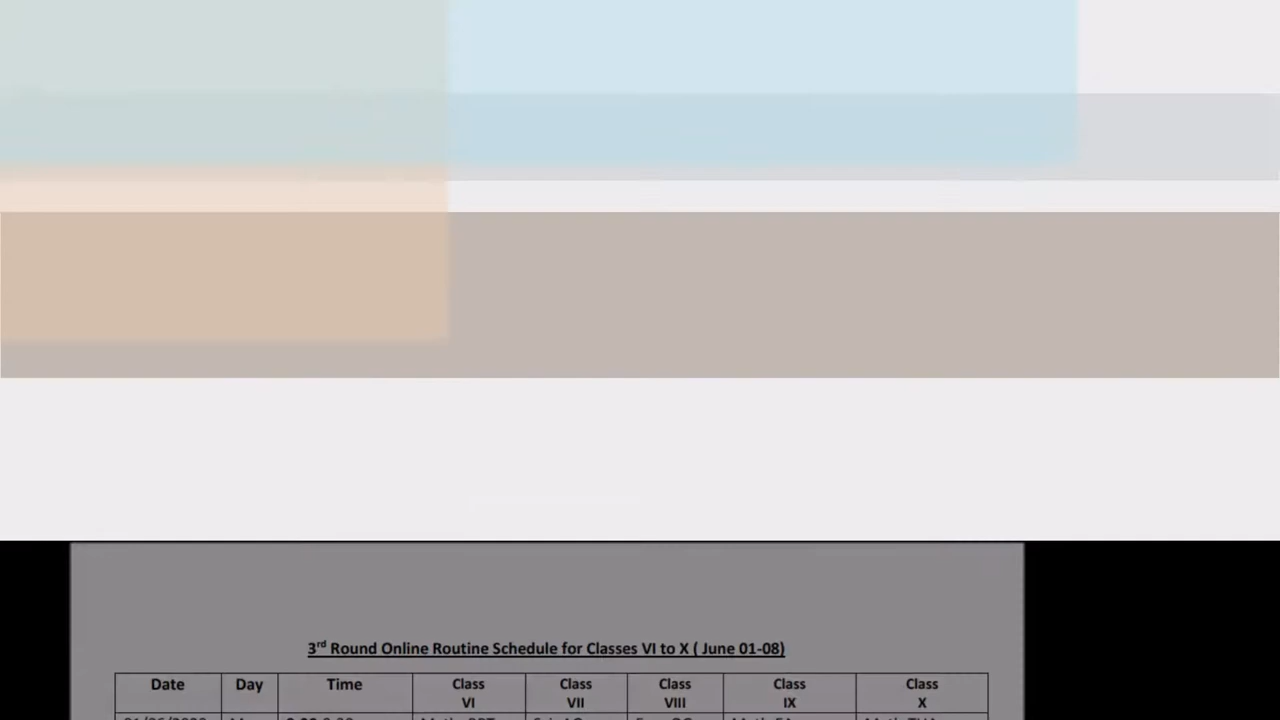 3rd Round Online Routine Schedule for Classes VI to X ( June 01-08)
Date Day Time Class VI Class VII Class VIII Class IX Class X